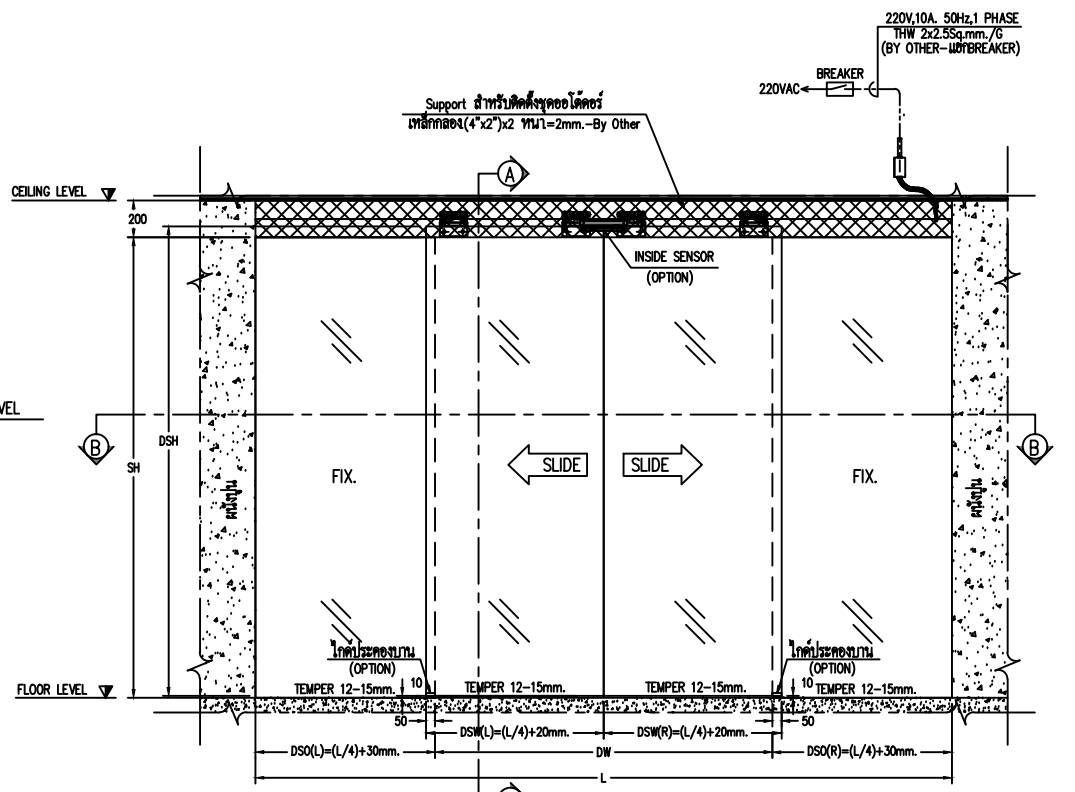 220V,10A. 50Hz,1 PHASE
THW 2x2.5Sq.mm./G
(BY OTHER-แยกBREAKER)
BREAKER
220VAC
Support สำหรับติดตั้งชุดออโต้ดอร์
เหล็กกล่อง(4"x2")x2 หนา=2mm.-By Other
A
CEILING LEVEL
200
INSIDE SENSOR
(OPTION)
VEL
B
SH
DSH
SLIDE
SLIDE
B
FIX.
FIX.
ผนังปูน
ผนังปูน
ไกด์ประคองบาน
(OPTION)
ไกด์ประคองบาน
(OPTION)
FLOOR LEVEL
TEMPER 12-15mm.
10
TEMPER 12-15mm.
TEMPER 12-15mm.
10
TEMPER 12-15mm.
50
DSW(L)=(L/4)+20mm.
DSW(R)=(L/4)+20mm.
50
DSO(L)=(L/4)+30mm.
DW
DSO(R)=(L/4)+30mm.
L